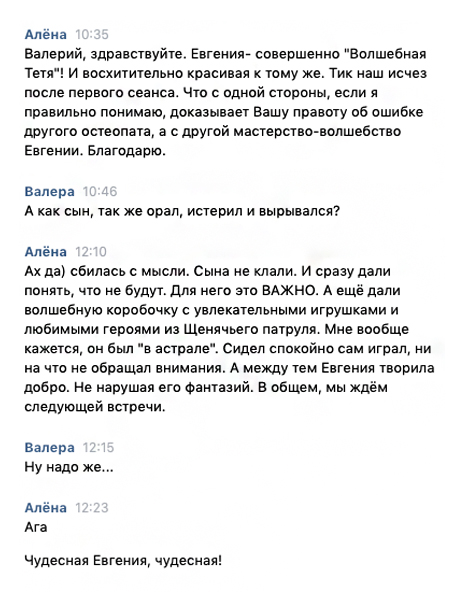 Алёна 10:35
Валерий, здравствуйте. Евгения- совершенно "Волшебная
Тетя"! И восхитительно красивая к тому же. Тик наш исчез
после первого сеанса. Что с одной стороны, если я
правильно понимаю, доказывает Вашу правоту об ошибке
другого остеопата, а с другой мастерство-волшебство
Евгении. Благодарю.
Валера 10:46
А как сын, так же орал, истерил и вырывался?
Алёна 12:10
Ах да) сбилась с мысли. Сына не клали. И сразу дали
понять, что не будут. Для него это ВАЖНО. А ещё дали
волшебную коробочку с увлекательными игрушками и
любимыми героями из Щенячьего патруля. Мне вообще
кажется, он был "в астрале". Сидел спокойно сам играл, ни
на что не обращал внимания. А между тем Евгения творила
добро. Не нарушая его фантазий. В общем, мы ждём
следующей встречи.
Валера 12:15
Ну надо же...
Алёна 12:23
Ага
Чудесная Евгения, чудесная!